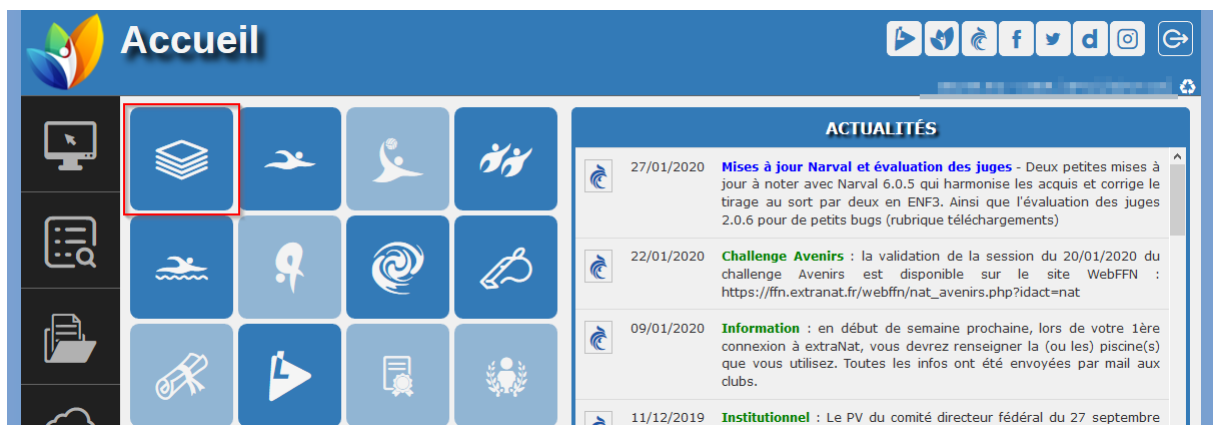 Accueil
ACTUALITÉS
27/01/2020 Mises à jour Narval et évaluation des juges - Deux petites mises à
jour à noter avec Narval 6.0.5 qui harmonise les acquis et corrige le
tirage au sort par deux en ENF3. Ainsi que l'évaluation des juges
2.0.6 pour de petits bugs (rubrique téléchargements)
22/01/2020 Challenge Avenirs : la validation de la session du 20/01/2020 du
challenge Avenirs est disponible sur le site WebFFN :
https://ffn.extranat.fr/webffn/nat_avenirs.php?idact=nat
09/01/2020 Information : en début de semaine prochaine, lors de votre 1ère
connexion à extraNat, vous devrez renseigner la (ou les) piscine(s)
que vous utilisez. Toutes les infos ont été envoyées par mail aux
clubs.
11/12/2019 Institutionnel : Le PV du comité directeur fédéral du 27 septembre